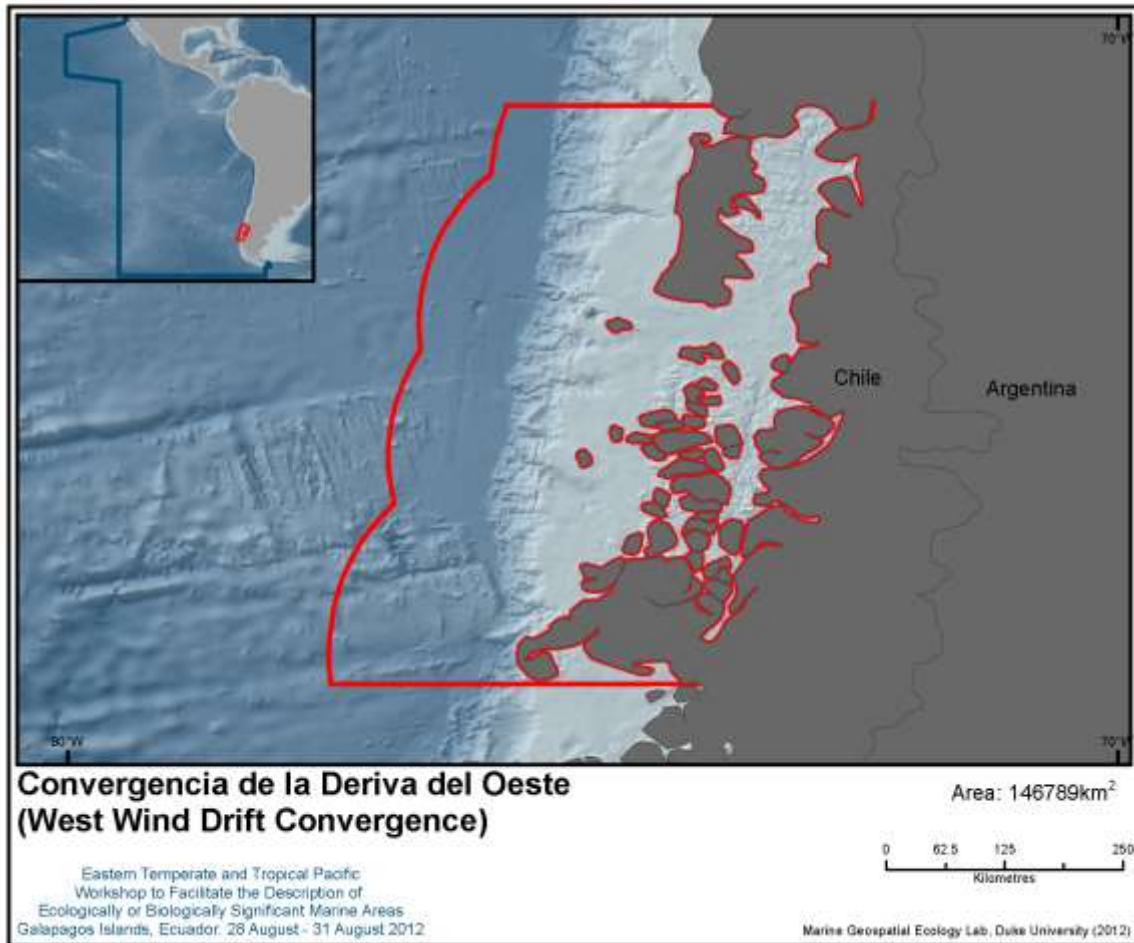 70°W
Chile
Argentina
80°W
70°W
Convergencia de la Deriva del Oeste
(West Wind Drift Convergence)
Area: 146789km²
0 62.5 125 250
Kilometres
Eastern Temperate and Tropical Pacific
Workshop to Facilitate the Description of
Ecologically or Biologically Significant Marine Areas
Galapagos Islands, Ecuador. 28 August - 31 August 2012
Marine Geospatial Ecology Lab, Duke University (2012)